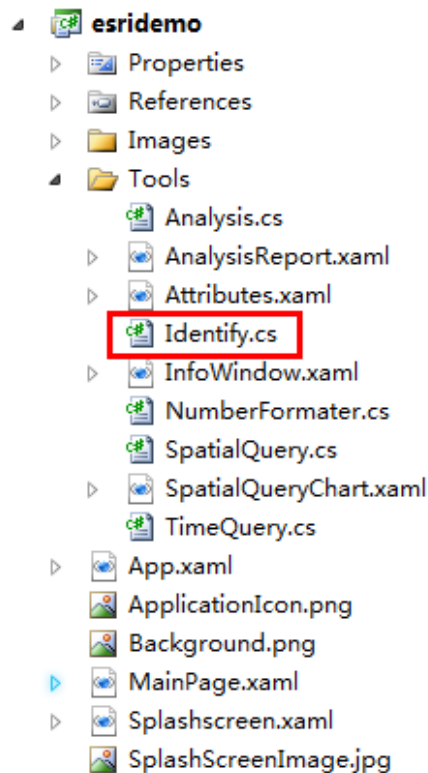 esridemo
Properties
References
Images
Tools
Analysis.cs
AnalysisReport.xaml
Attributes.xaml
Identify.cs
InfoWindow.xaml
NumberFormater.cs
SpatialQuery.cs
SpatialQueryChart.xaml
TimeQuery.cs
App.xaml
ApplicationIcon.png
Background.png
MainPage.xaml
Splashscreen.xaml
SplashScreenImage.jpg